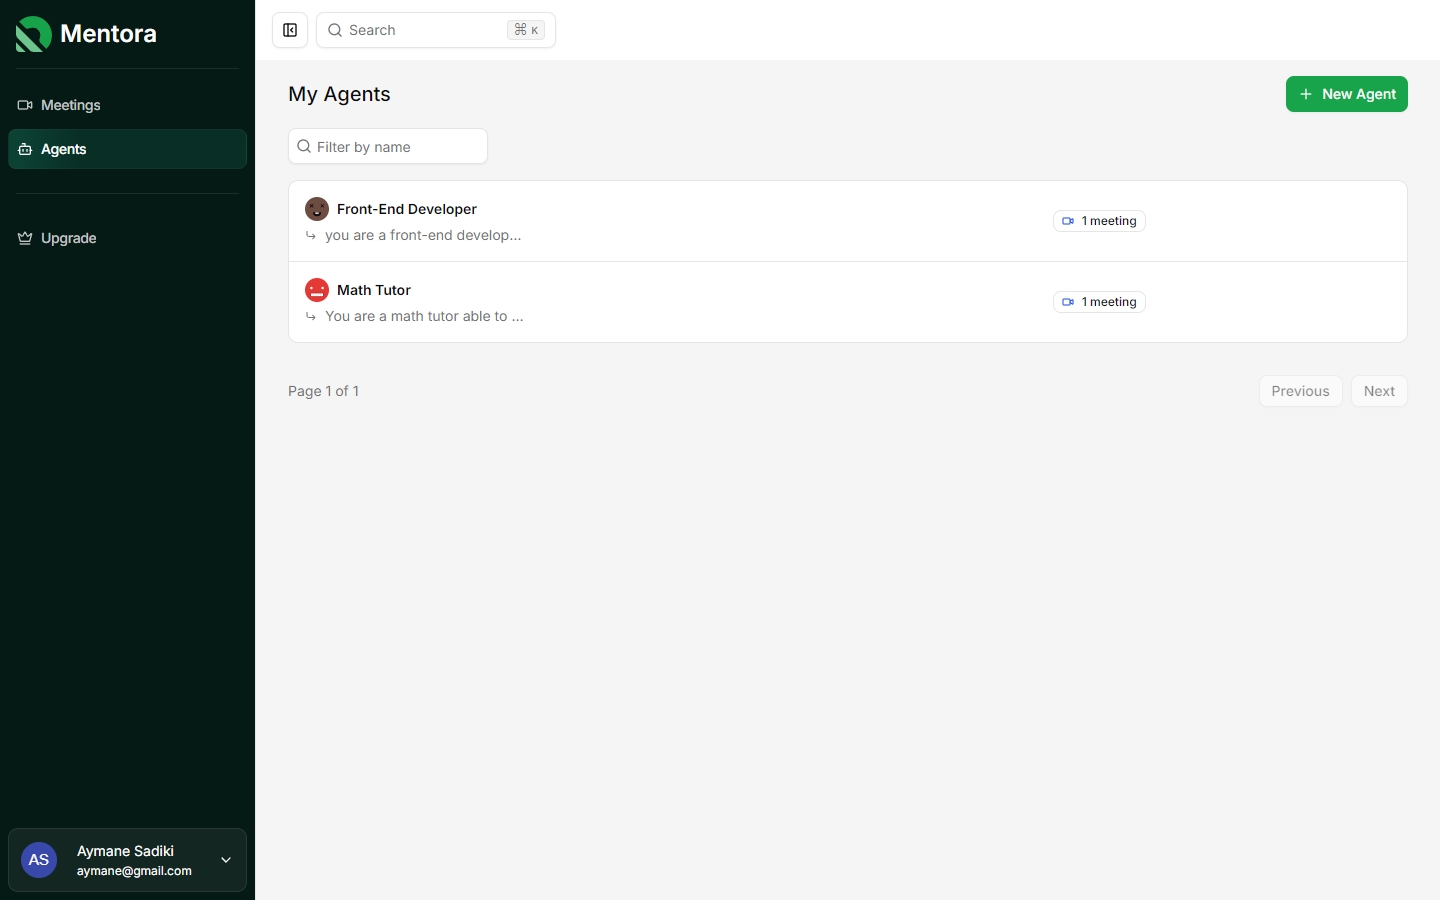 Mentora
Meetings
Agents
Upgrade
Aymane Sadiki
aymane@gmail.com
AS
Search
⌘ K
My Agents
New Agent
Filter by name
Front-End Developer
you are a front-end develop...
1 meeting
Math Tutor
You are a math tutor able to ...
1 meeting
Page 1 of 1
Previous
Next